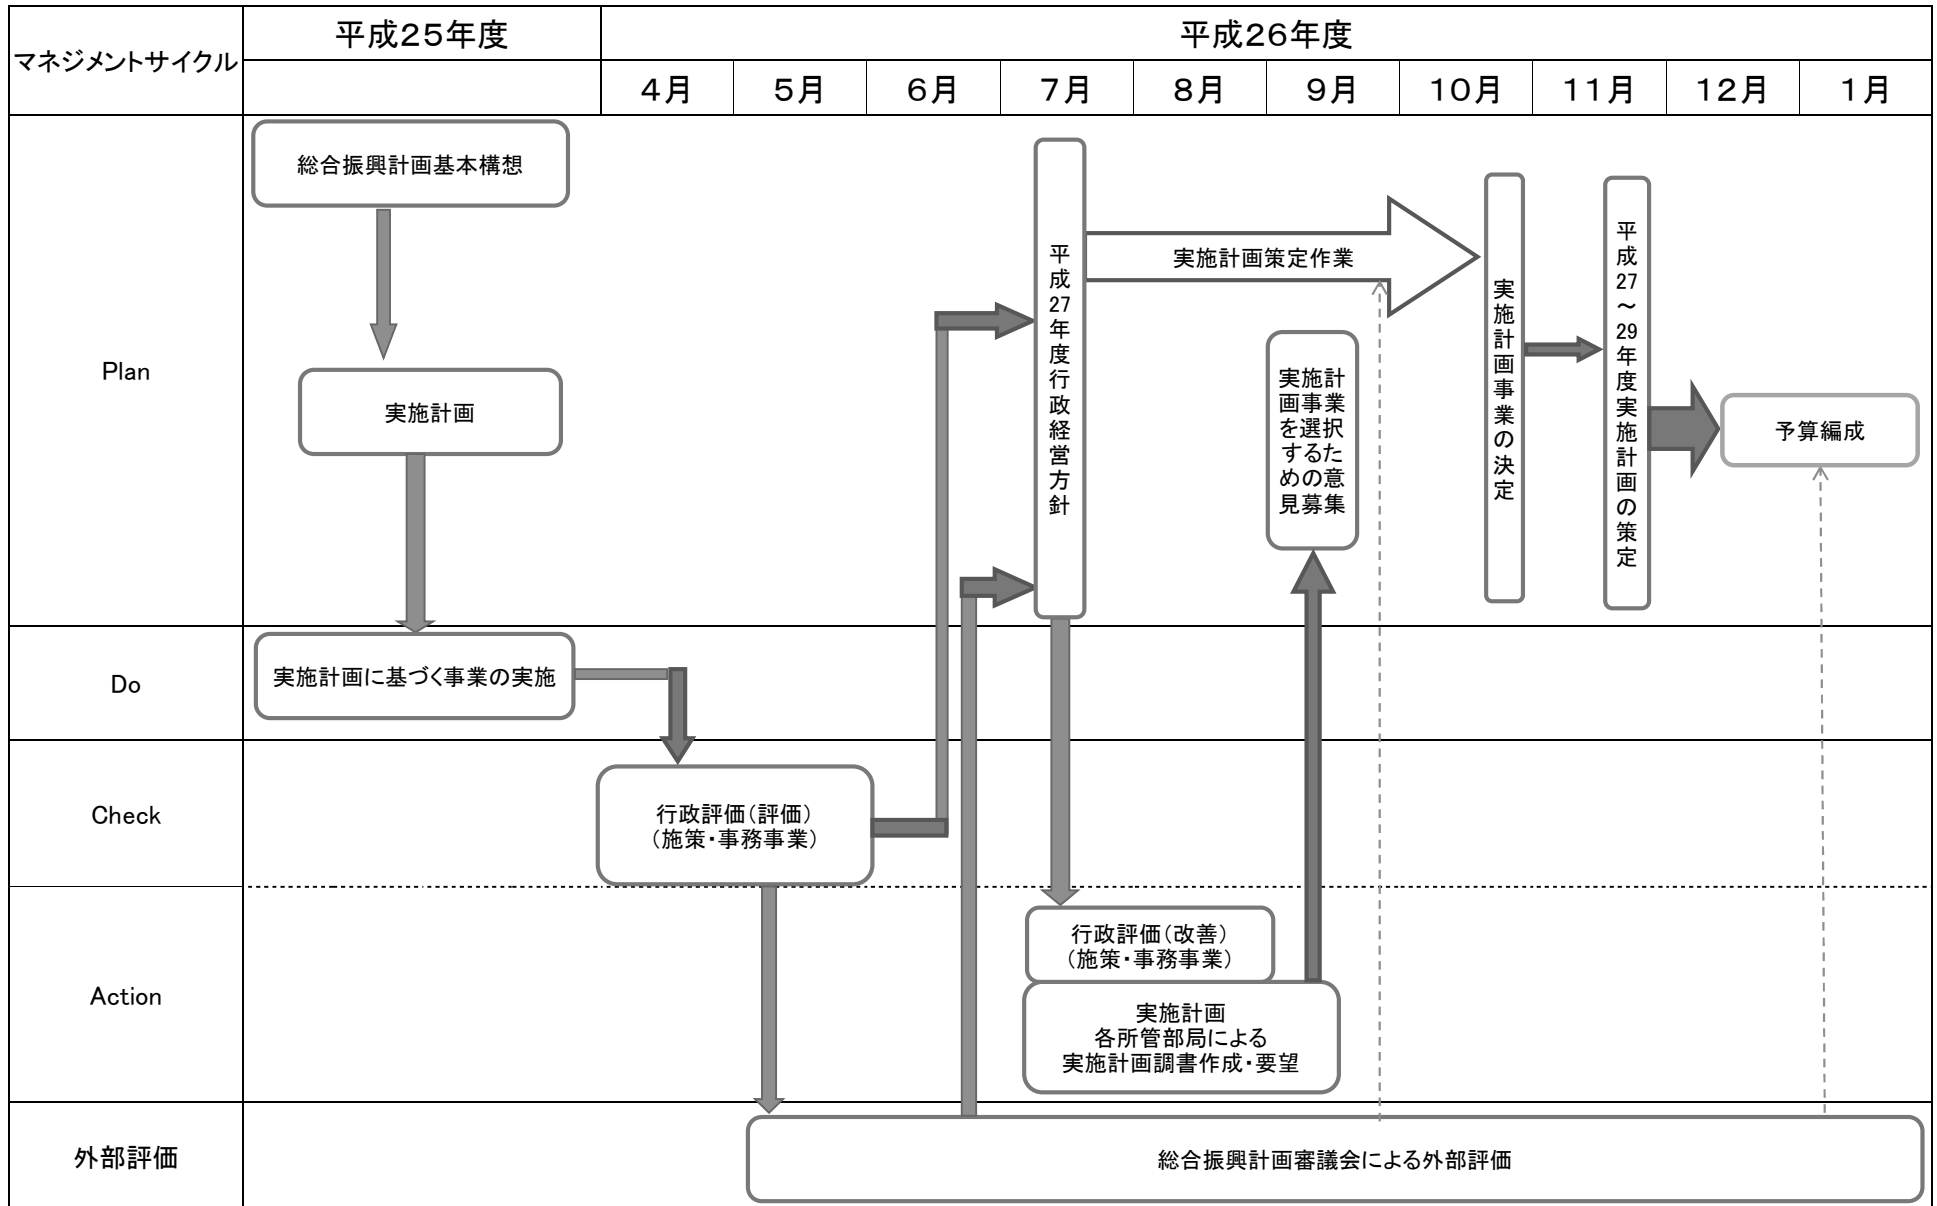 マネジメントサイクル
平成25年度
平成26年度
4月
5月
6月
7月
8月
9月
10月
11月
12月
1月
Plan
総合振興計画基本構想
実施計画
平成27年度行政経営方針
実施計画策定作業
実施計
画事業
を選択
するた
めの意
見募集
実施計画事業の決定
平成27~29年度実施計画の策定
予算編成
Do
実施計画に基づく事業の実施
Check
行政評価(評価)
(施策・事務事業)
Action
行政評価(改善)
(施策・事務事業)
実施計画
各所管部局による
実施計画調書作成・要望
外部評価
総合振興計画審議会による外部評価